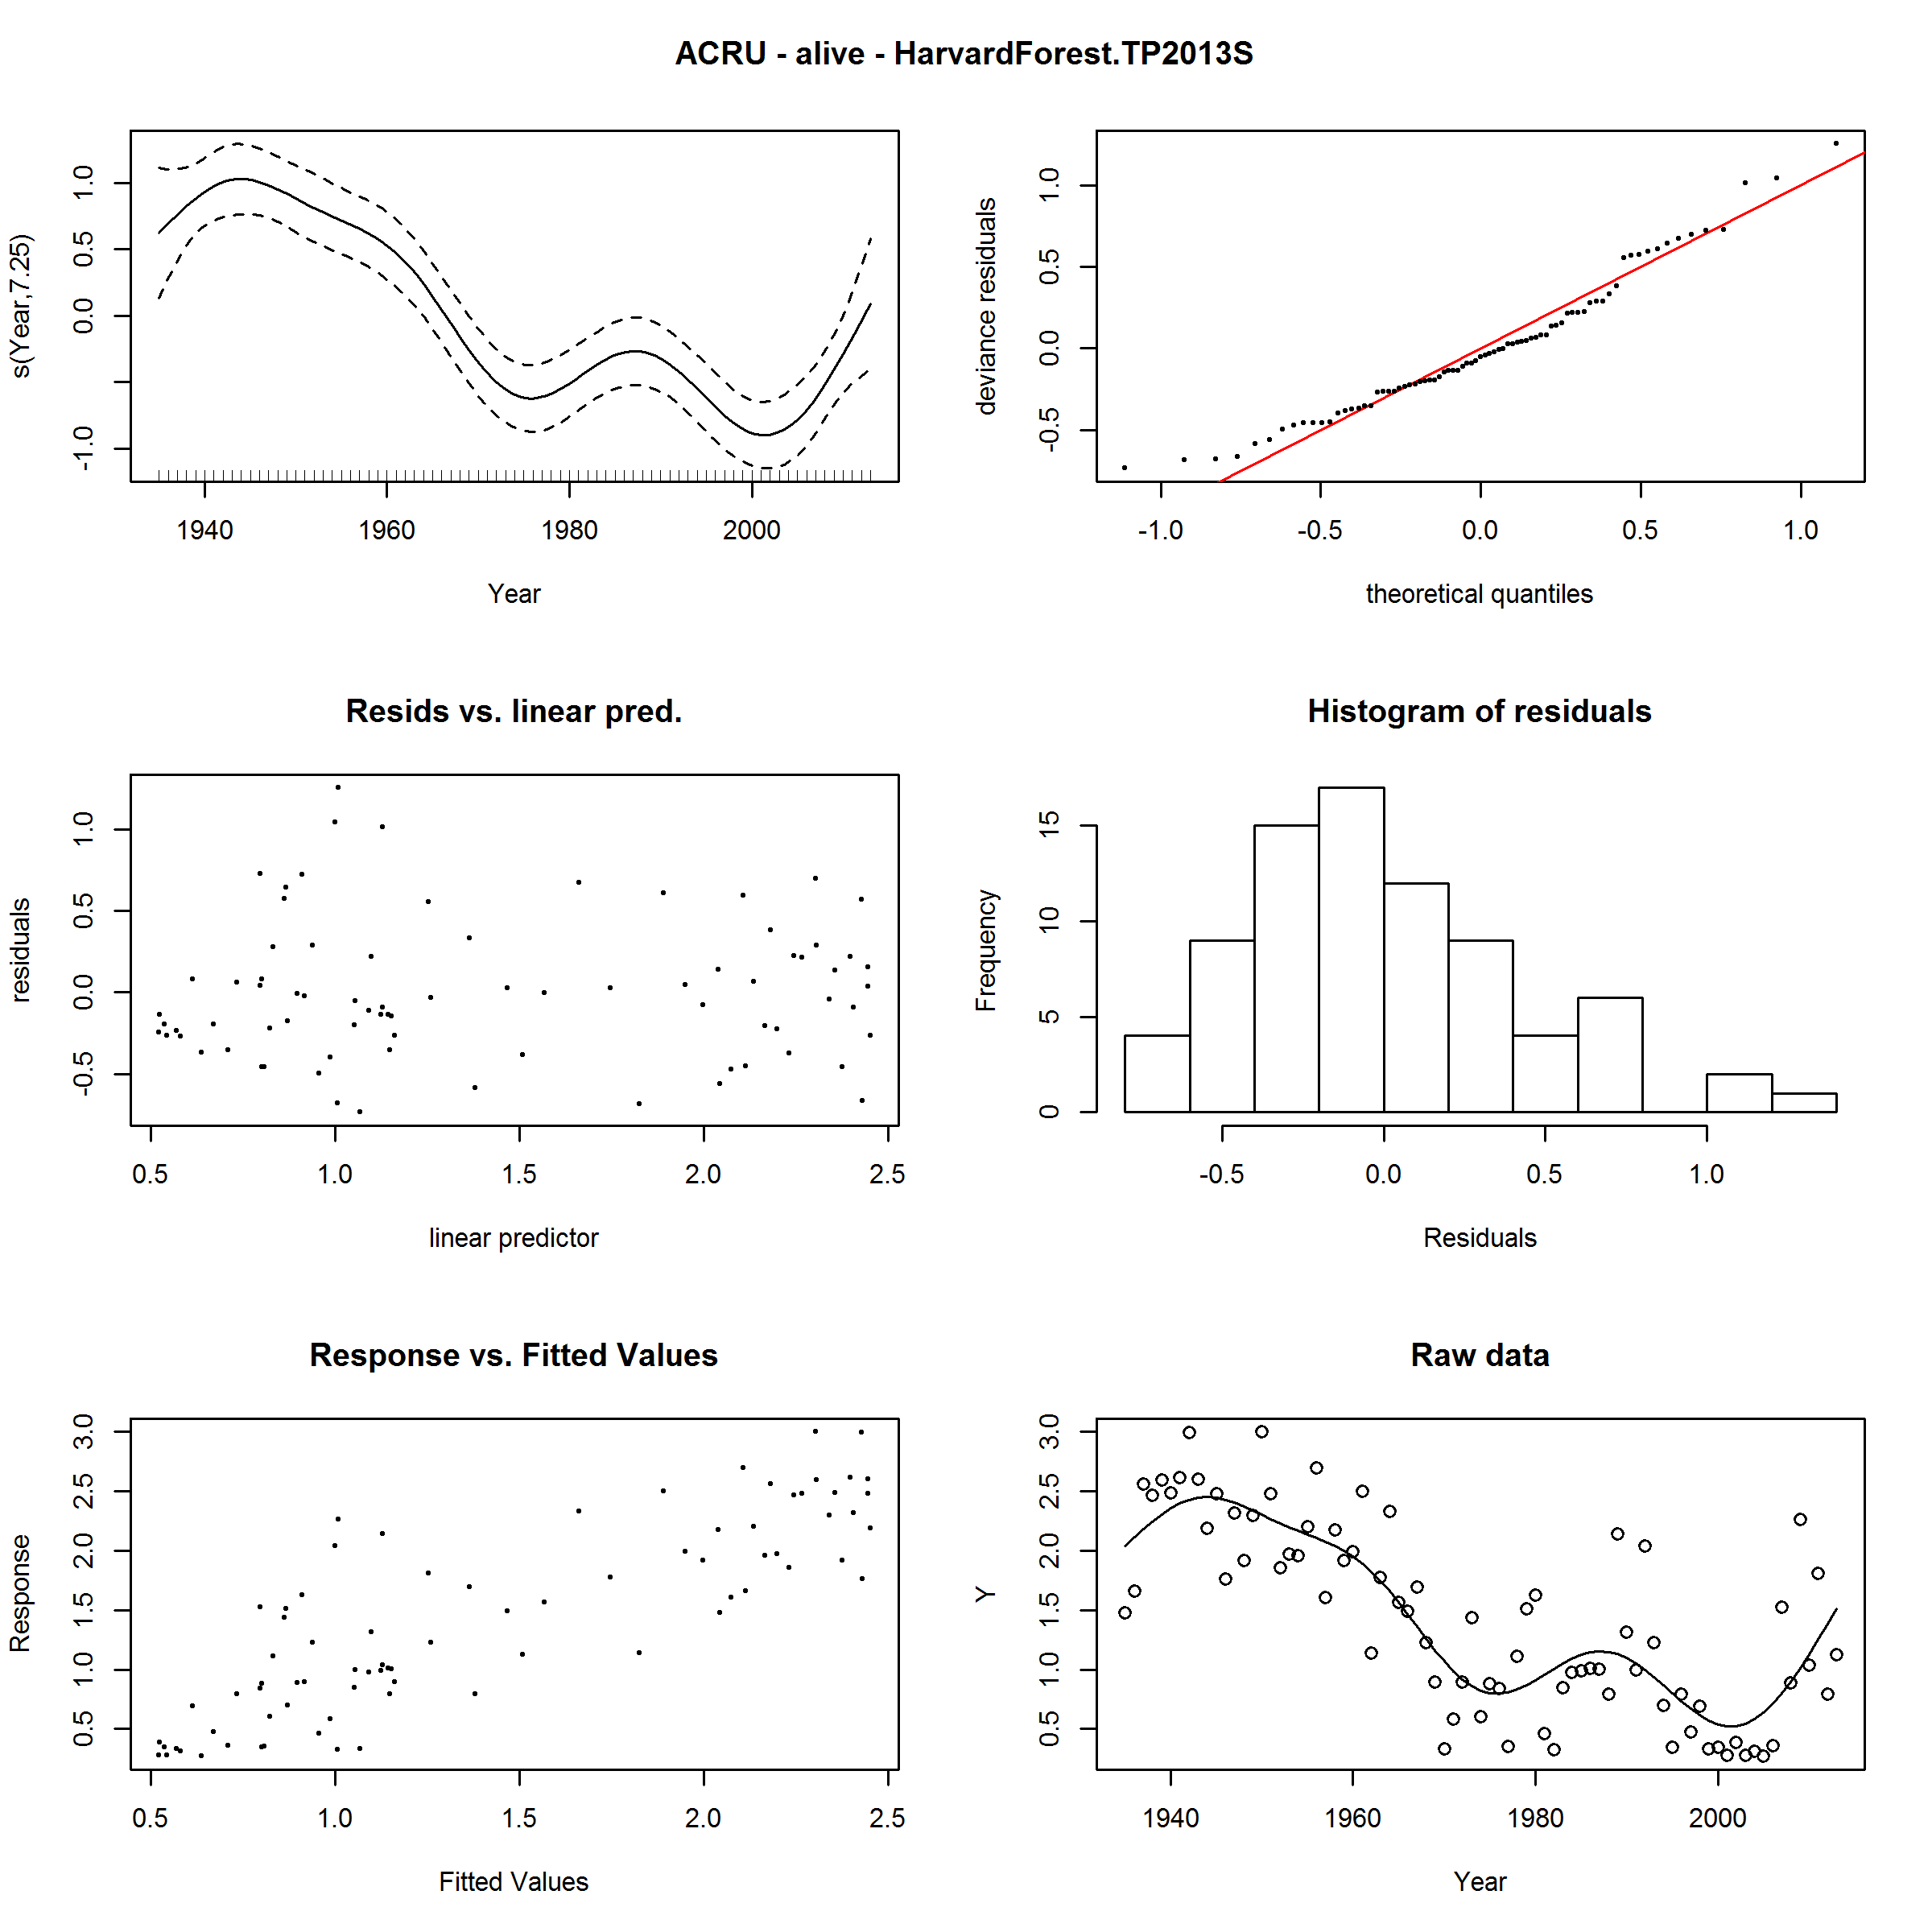 ACRU - alive - HarvardForest.TP2013S
s(Year,7.25)
1.0
0.5
0.0
-1.0
1940 1960 1980 2000
Year
deviance residuals
1.0
0.5
0.0
-0.5
-1.0 -0.5 0.0 0.5 1.0
theoretical quantiles
Resids vs. linear pred.
residuals
1.0
0.5
0.0
-0.5
0.5 1.0 1.5 2.0 2.5
linear predictor
Histogram of residuals
Frequency
15
10
5
0
-0.5 0.0 0.5 1.0
Residuals
Response vs. Fitted Values
Response
3.0
2.5
2.0
1.5
1.0
0.5
0.5 1.0 1.5 2.0 2.5
Fitted Values
Raw data
Y
3.0
2.5
2.0
1.5
1.0
0.5
1940 1960 1980 2000
Year